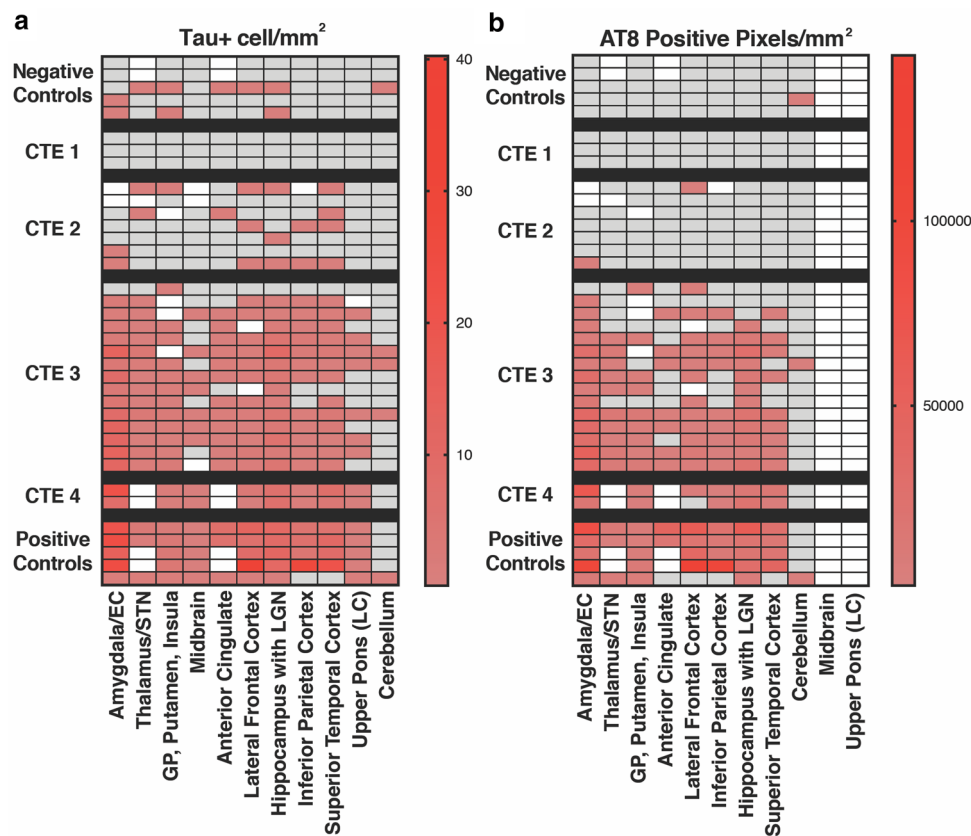 a
Tau+ cell/mm²
Negative
Controls
CTE 1
CTE 2
CTE 3
CTE 4
Positive
Controls
40
30
20
10
Amygdala/EC
Thalamus/STN
GP, Putamen, Insula
Midbrain
Anterior Cingulate
Lateral Frontal Cortex
Hippocampus with LGN
Inferior Parietal Cortex
Superior Temporal Cortex
Upper Pons (LC)
Cerebellum
b
AT8 Positive Pixels/mm²
Negative
Controls
CTE 1
CTE 2
CTE 3
CTE 4
Positive
Controls
100000
50000
Amygdala/EC
Thalamus/STN
GP, Putamen, Insula
Anterior Cingulate
Lateral Frontal Cortex
Inferior Parietal Cortex
Hippocampus with LGN
Superior Temporal Cortex
Cerebellum
Midbrain
Upper Pons (LC)